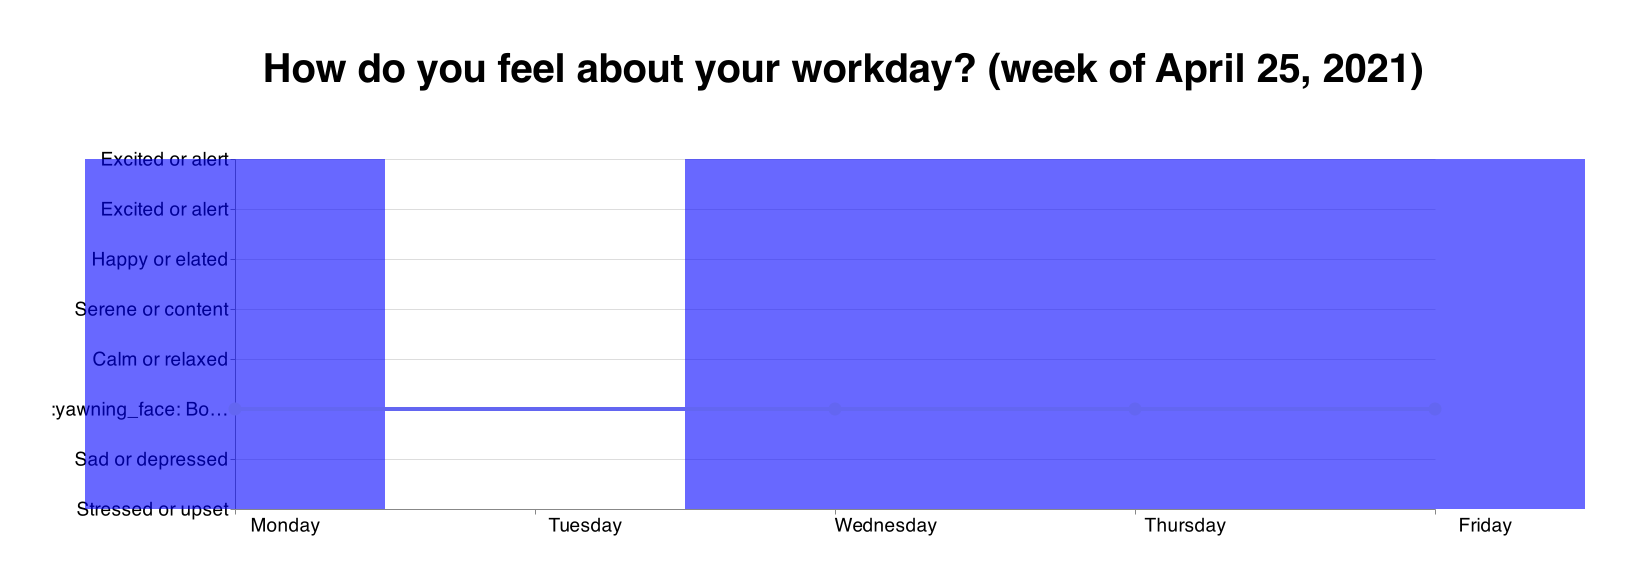 How do you feel about your workday? (week of April 25, 2021)
Excited or alert
Excited or alert
Happy or elated
Serene or content
Calm or relaxed
:yawning_face: Bo…
Sad or depressed
Stressed or upset
Monday Tuesday Wednesday Thursday Friday